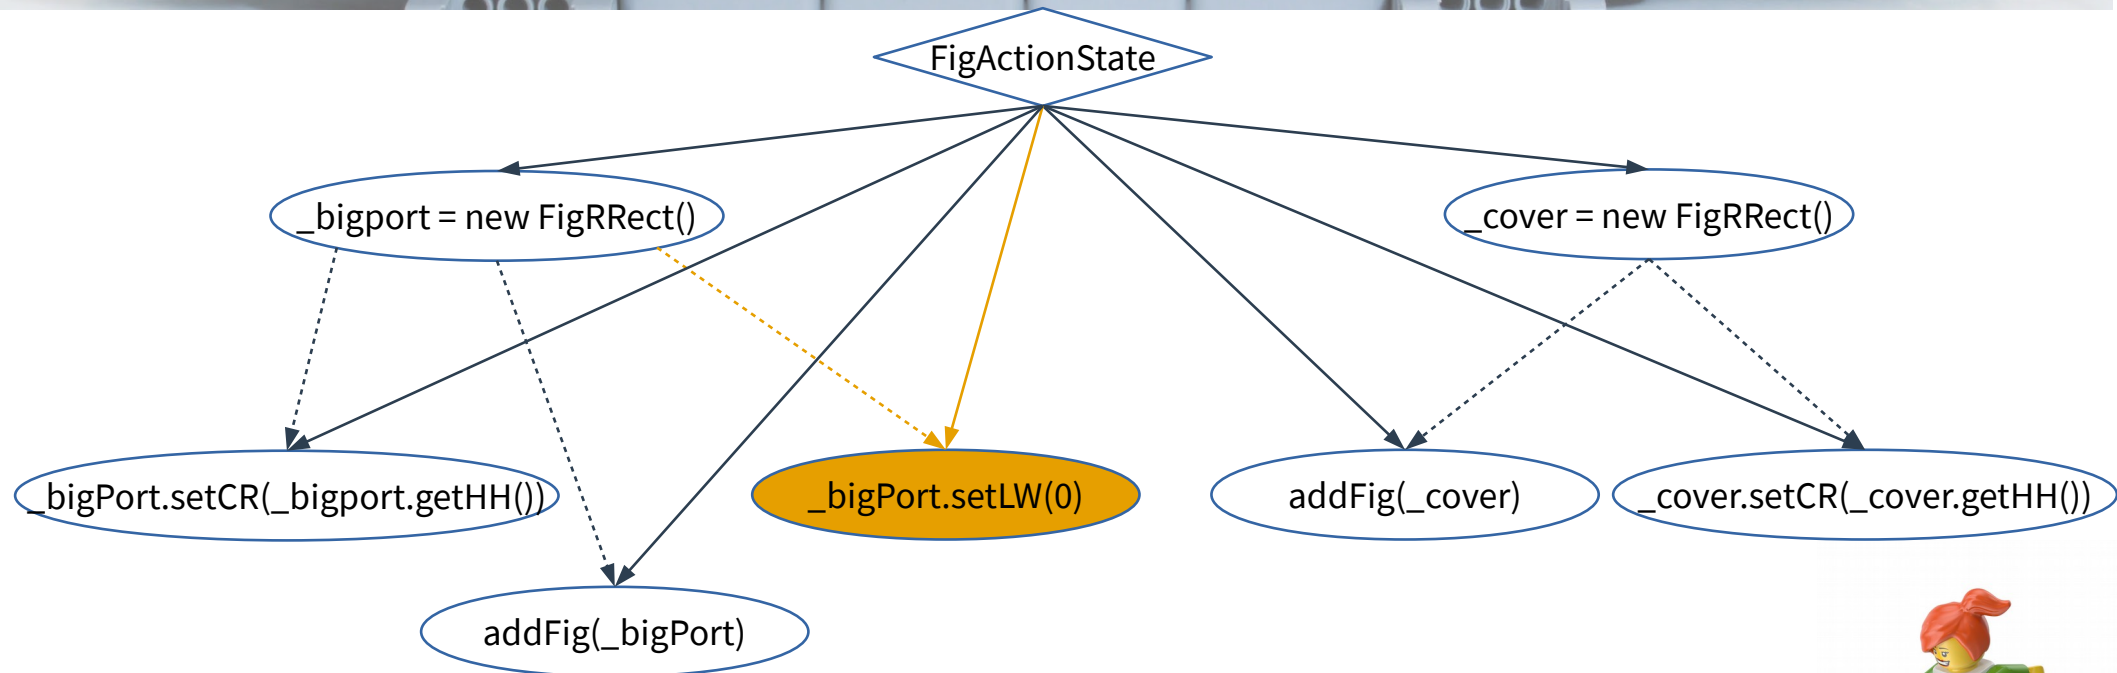 FigActionState
_bigport = new FigRRect()
_cover = new FigRRect()
_bigPort.setCR(_bigport.getHH())
_bigPort.setLW(0)
addFig(_cover)
_cover.setCR(_cover.getHH())
addFig(_bigPort)